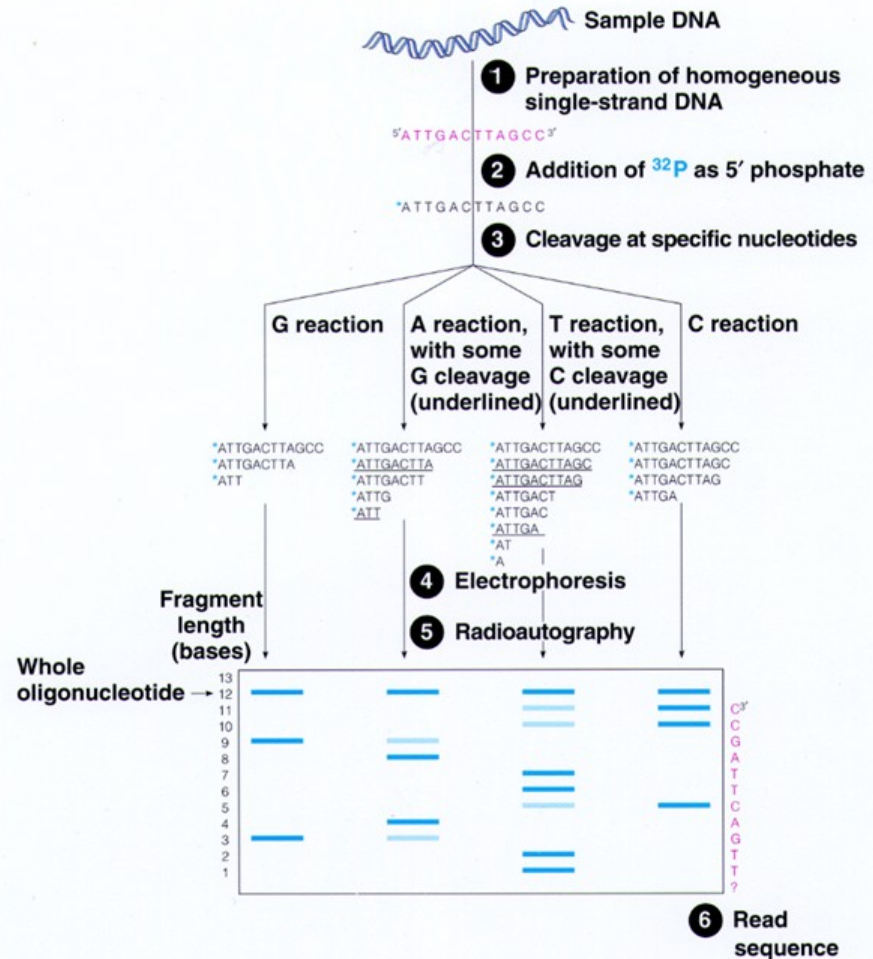 Sample DNA
1 Preparation of homogeneous
single-strand DNA
5′ATTGACTTAGCC3′
2 Addition of 32P as 5′ phosphate
*ATTGACTTAGCC
3 Cleavage at specific nucleotides
G reaction
A reaction,
with some
G cleavage
(underlined)
T reaction,
with some
C cleavage
(underlined)
C reaction
*ATTGACTTAGCC
*ATTGACTTA
*ATT
*ATTGACTTAGCC
*ATTGACTTA
*ATTGACTT
*ATTG
*ATT
*ATTGACTTAGCC
*ATTGACTTAGC
*ATTGACTTAG
*ATTGACT
*ATTGAC
*ATTGA
*AT
*A
*ATTGACTTAGCC
*ATTGACTTAGC
*ATTGACTTAG
*ATTGA
4 Electrophoresis
5 Radioautography
Fragment
length
(bases)
Whole
oligonucleotide
13
12
11
10
9
8
7
6
5
4
3
2
1
C3′
C
G
A
T
T
C
A
G
T
T
?
6 Read
sequence